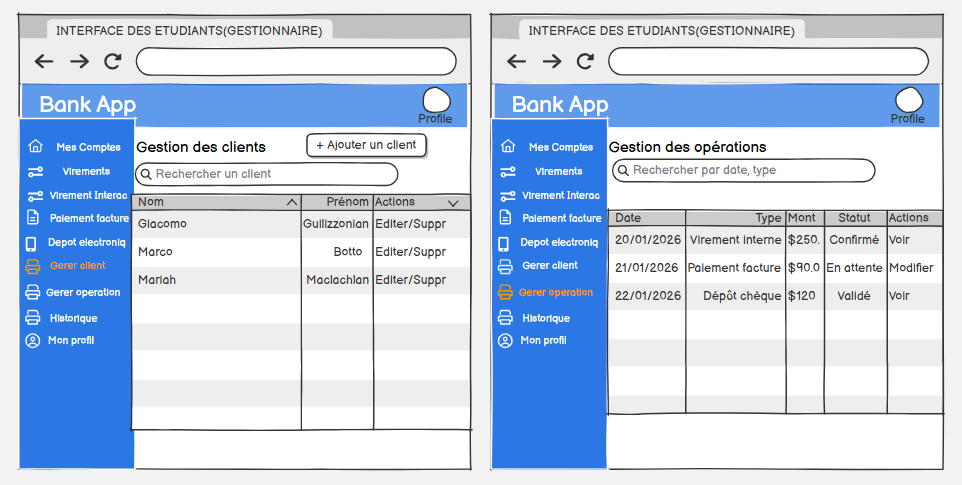 INTERFACE DES ETUDIANTS(GESTIONNAIRE)
Bank App
Profile
Mes Comptes
Virements
Virement Interac
Paiement facture
Depot electroniq
Gerer client
Gerer operation
Historique
Mon profil
Gestion des clients
+ Ajouter un client
Rechercher un client
Nom Prénom Actions
Giacomo Guilizzonian Editer/Suppr
Marco Botto Editer/Suppr
Mariah Maclachlan Editer/Suppr
INTERFACE DES ETUDIANTS(GESTIONNAIRE)
Bank App
Profile
Mes Comptes
Virements
Virement Interac
Paiement facture
Depot electroniq
Gerer client
Gerer operation
Historique
Mon profil
Gestion des opérations
Rechercher par date, type
Date Type Mont Statut Actions
20/01/2026 Virement interne $250. Confirmé Voir
21/01/2026 Paiement facture $90.0 En attente Modifier
22/01/2026 Dépôt chèque $120 Validé Voir